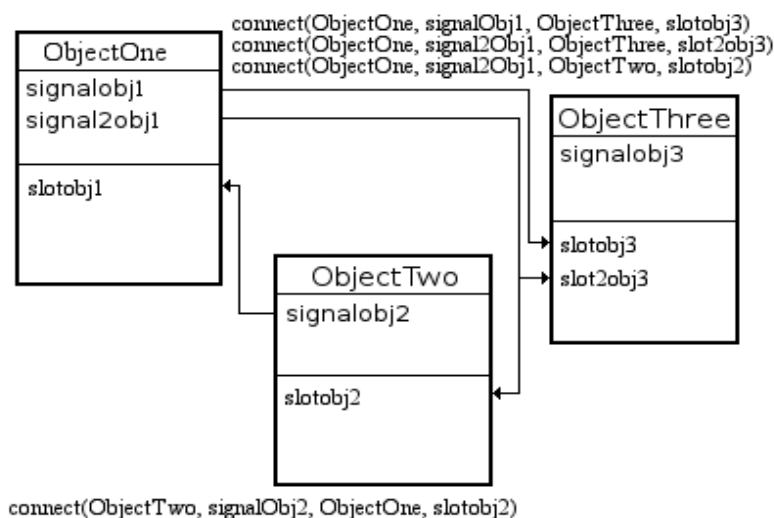 connect(ObjectOne, signalObj1, ObjectThree, slotobj3)
connect(ObjectOne, signal2Obj1, ObjectThree, slot2obj3)
connect(ObjectOne, signal2Obj1, ObjectTwo, slotobj2)
ObjectOne
signalobj1
signal2obj1
slotobj1
ObjectThree
signalobj3
slotobj3
slot2obj3
ObjectTwo
signalobj2
slotobj2
connect(ObjectTwo, signalObj2, ObjectOne, slotobj2)